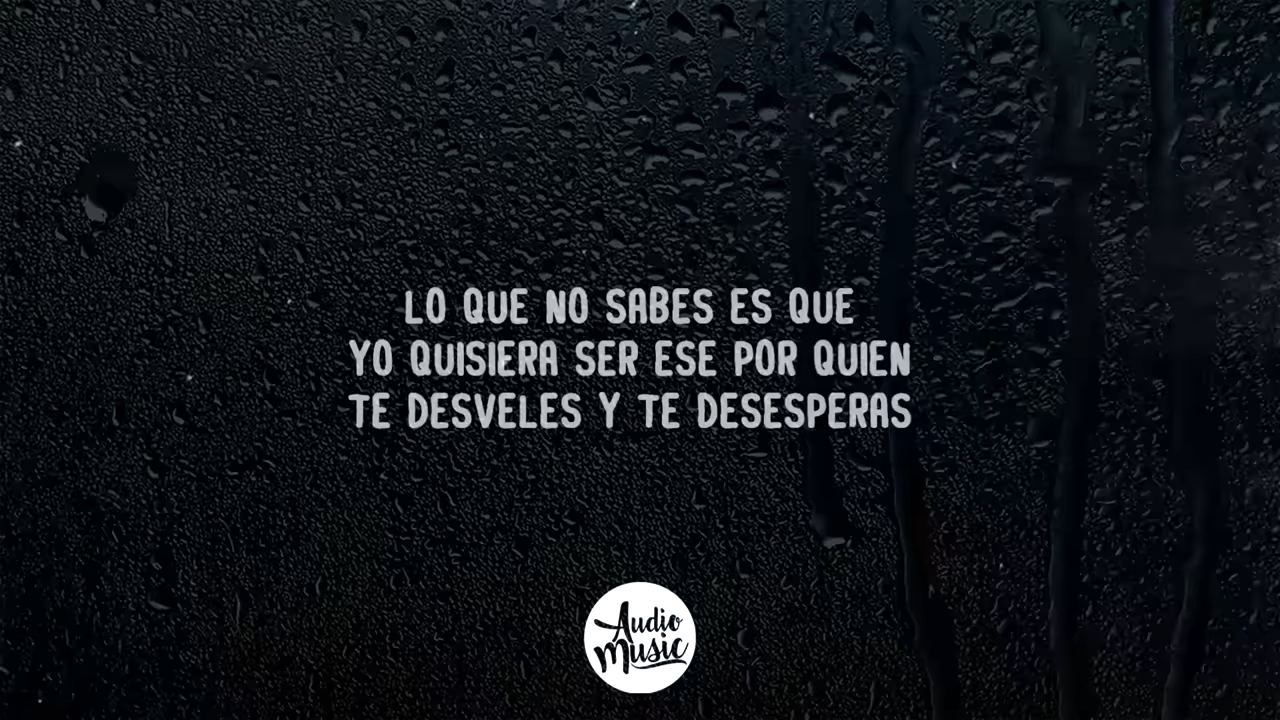 LO QUE NO SABES ES QUE
YO QUISIERA SER ESE POR QUIEN
TE DESVELES Y TE DESESPERAS
Audio
Music